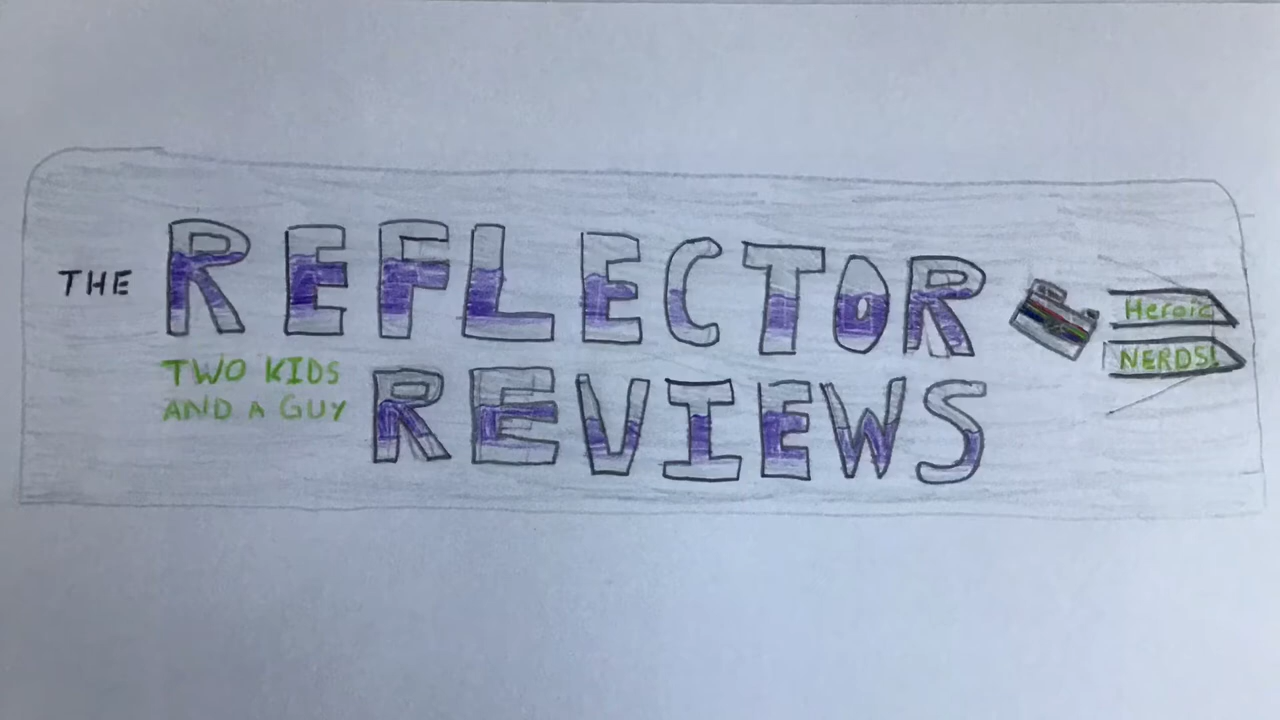 THE REFLECTOR
REVIEWS
TWO KIDS
AND A GUY
Heroic
NERDS!